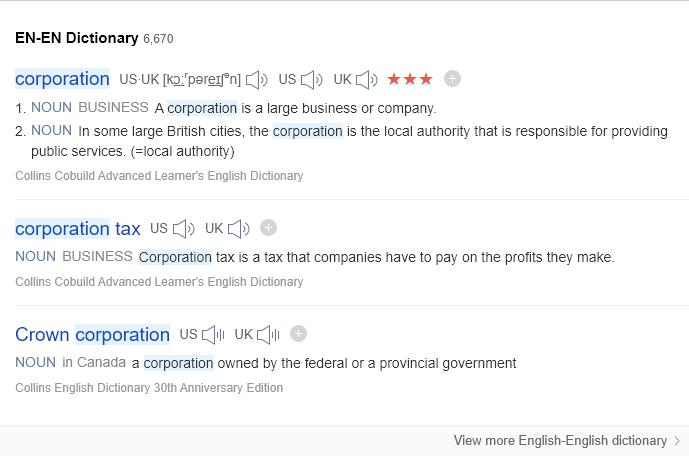 EN-EN Dictionary 6,670
corporation US·UK [kɔːʳpəreɪʃᵊn] US UK ★★★
1. NOUN BUSINESS A corporation is a large business or company.
2. NOUN In some large British cities, the corporation is the local authority that is responsible for providing
public services. (=local authority)
Collins Cobuild Advanced Learner's English Dictionary
corporation tax US UK
NOUN BUSINESS Corporation tax is a tax that companies have to pay on the profits they make.
Collins Cobuild Advanced Learner's English Dictionary
Crown corporation US UK
NOUN in Canada a corporation owned by the federal or a provincial government
Collins English Dictionary 30th Anniversary Edition
View more English-English dictionary